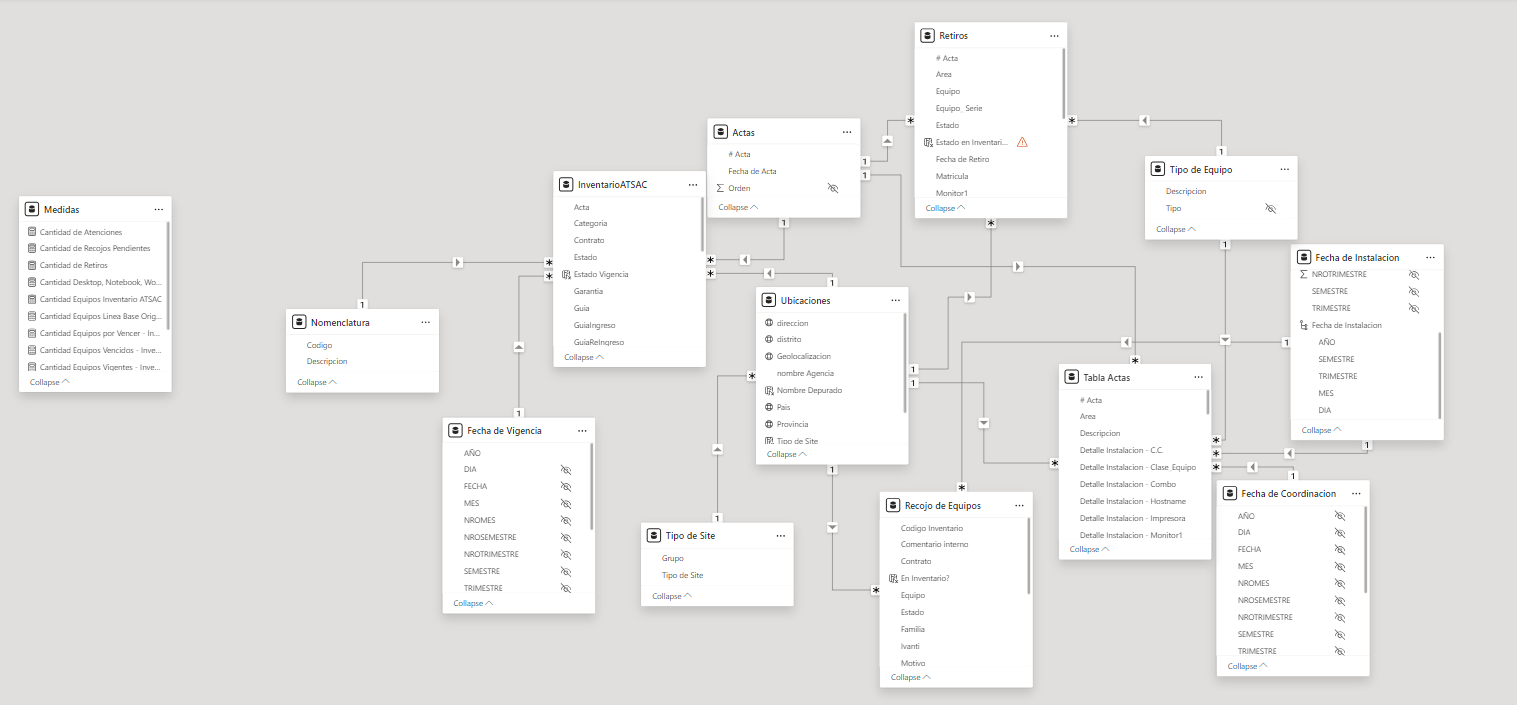 Medidas
Cantidad de Atenciones
Cantidad de Recojos Pendientes
Cantidad de Retiros
Cantidad Desktop, Notebook, Wo...
Cantidad Equipos Inventario ATSAC
Cantidad Equipos Linea Base Orig...
Cantidad Equipos por Vencer - In...
Cantidad Equipos Vencidos - Inve...
Cantidad Equipos Vigentes - Inve...
Collapse
Nomenclatura
Codigo
Descripcion
Collapse
Fecha de Vigencia
AÑO
DIA
FECHA
MES
NROMES
NROSEMESTRE
NROTRIMESTRE
SEMESTRE
TRIMESTRE
Collapse
InventarioATSAC
Acta
Categoria
Contrato
Estado
Estado Vigencia
Garantia
Guia
GuiaIngreso
GuiaReIngreso
Collapse
Actas
# Acta
Fecha de Acta
Orden
Collapse
Tipo de Site
Grupo
Tipo de Site
Collapse
Ubicaciones
direccion
distrito
Geolocalizacion
nombre Agencia
Nombre Depurado
Pais
Provincia
Tipo de Site
Collapse
Retiros
# Acta
Area
Equipo
Equipo_ Serie
Estado
Estado en Inventari...
Fecha de Retiro
Matricula
Monitor1
Collapse
Recojo de Equipos
Codigo Inventario
Comentario interno
Contrato
En Inventario?
Equipo
Estado
Familia
Ivanti
Motivo
Collapse
Tipo de Equipo
Descripcion
Tipo
Collapse
Tabla Actas
# Acta
Area
Descripcion
Detalle Instalacion - C.C.
Detalle Instalacion - Clase_Equipo
Detalle Instalacion - Combo
Detalle Instalacion - Hostname
Detalle Instalacion - Impresora
Detalle Instalacion - Monitor1
Collapse
Fecha de Instalacion
NROTRIMESTRE
SEMESTRE
TRIMESTRE
Fecha de Instalacion
AÑO
SEMESTRE
TRIMESTRE
MES
DIA
Collapse
Fecha de Coordinacion
AÑO
DIA
FECHA
MES
NROMES
NROSEMESTRE
NROTRIMESTRE
SEMESTRE
TRIMESTRE
Collapse